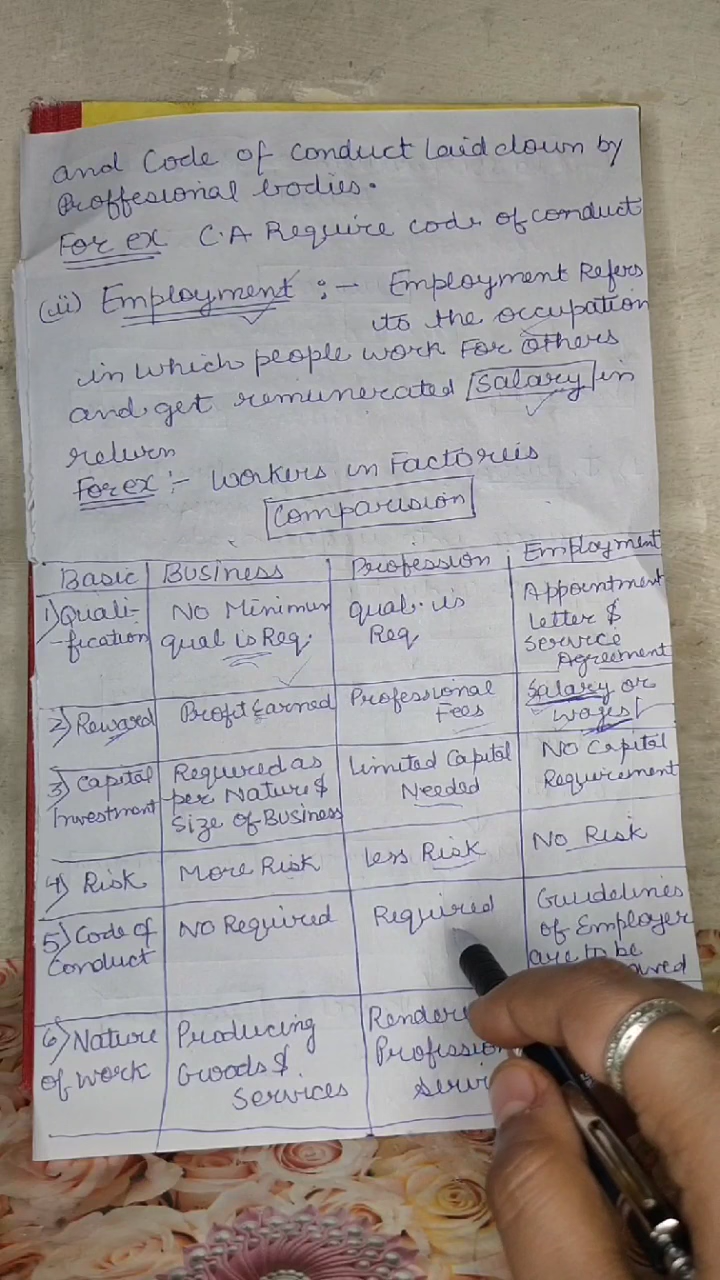 and Code of Conduct Laid down by
Proffesional bodies.
For ex C.A Require code of conduct
(iii) Employment :- Employment Refers
to the occupation
in which people work For others
and get remunerated Salary in
return
For ex :- Workers in Factoreis
Comparision
Basic Business Profession Employment
1) Quali-
-fication
No Minimum
qual is Req.
qual. is
Req
Appointment
letter &
Service
Agreement
2) Reward
Profit Earned
Professional
Fees
Salary or
wages
3) Capital
Investment
Required as
per Nature &
Size of Business
Limited Capital
Needed
No Capital
Requirement
4) Risk
More Risk
less Risk
No Risk
5) Code of
Conduct
No Required
Required
Guidelines
of Employer
are to be
6) Nature
of work
Producing
Goods &
Services
Render
Profession
Servi